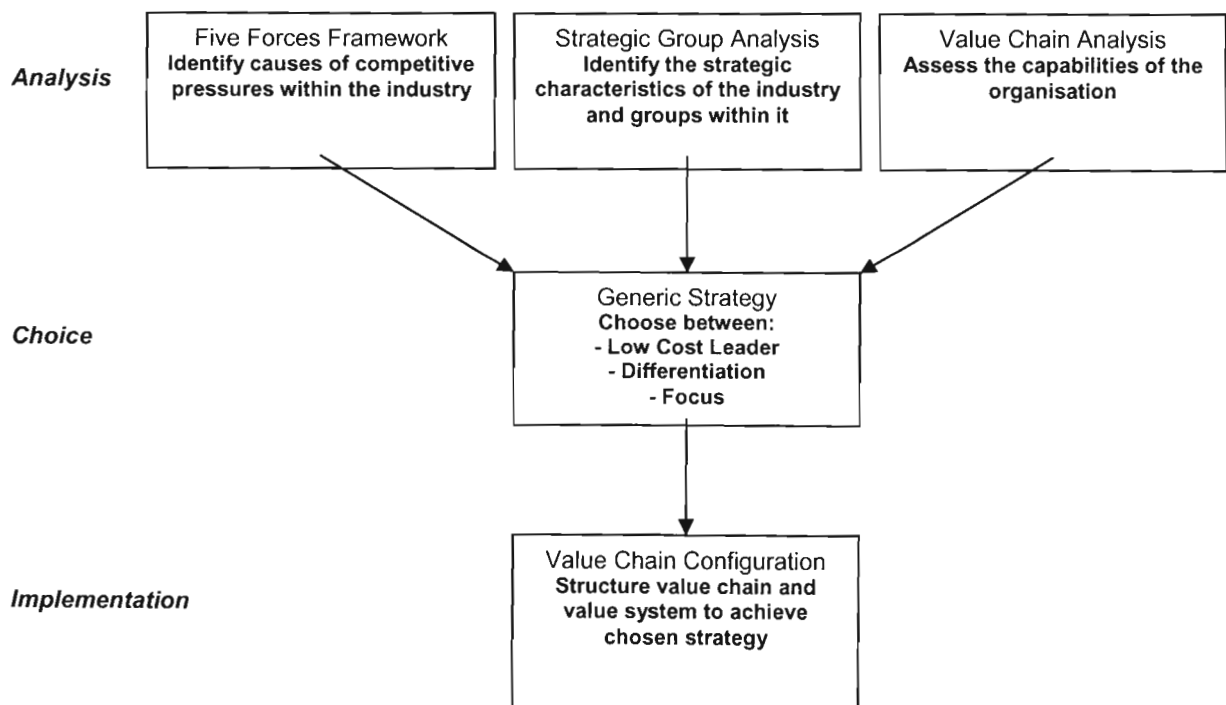 Analysis
Five Forces Framework
Identify causes of competitive
pressures within the industry
Strategic Group Analysis
Identify the strategic
characteristics of the industry
and groups within it
Value Chain Analysis
Assess the capabilities of the
organisation
Choice
Generic Strategy
Choose between:
- Low Cost Leader
- Differentiation
- Focus
Implementation
Value Chain Configuration
Structure value chain and
value system to achieve
chosen strategy